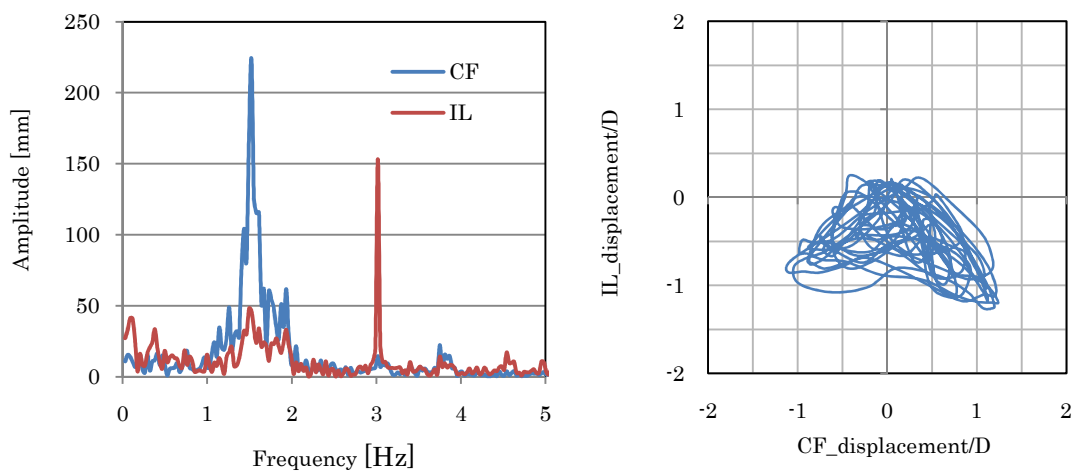 250
200
150
100
50
0
Amplitude [mm]
CF
IL
0 1 2 3 4 5
Frequency [Hz]
2
1
0
-1
-2
IL_displacement/D
-2 -1 0 1 2
CF_displacement/D